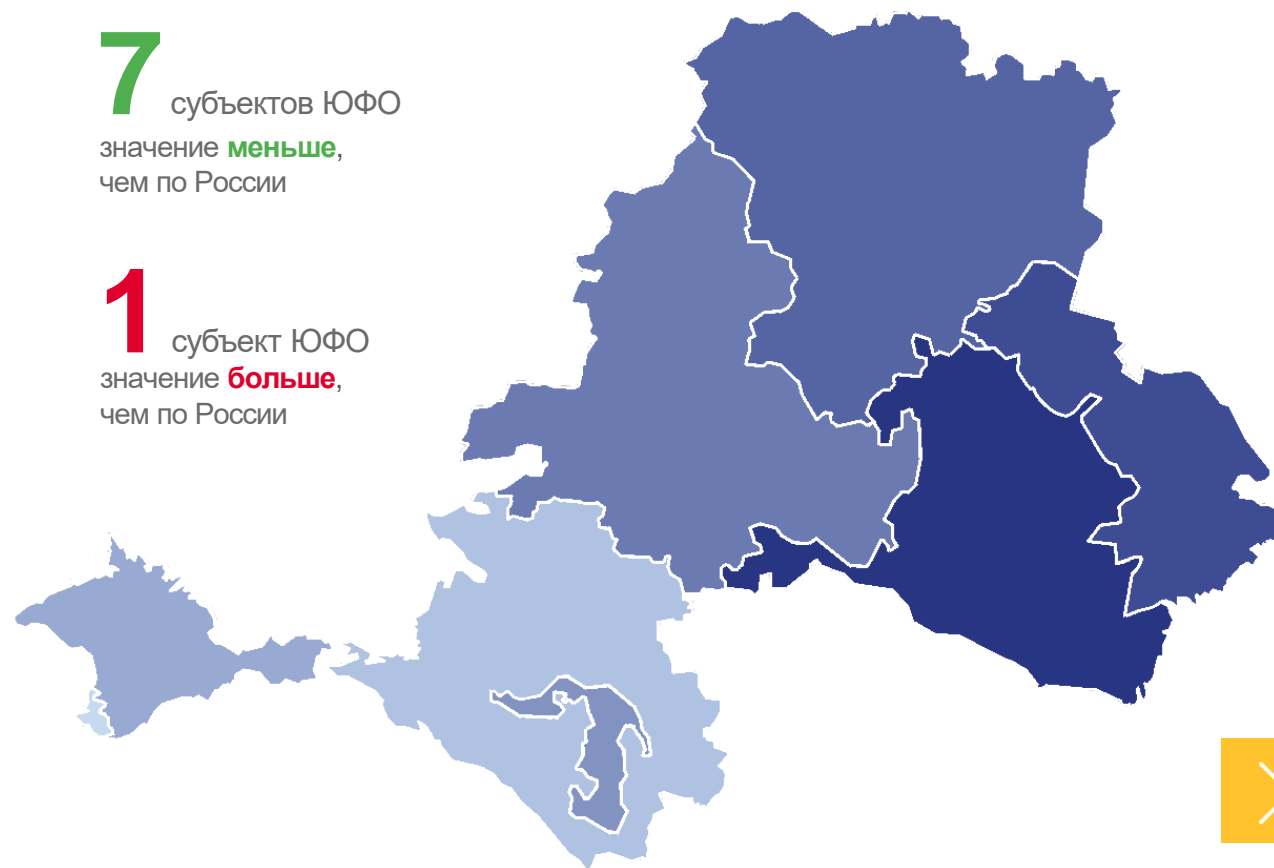 7 субъектов ЮФО
значение меньше,
чем по России
1 субъект ЮФО
значение больше,
чем по России